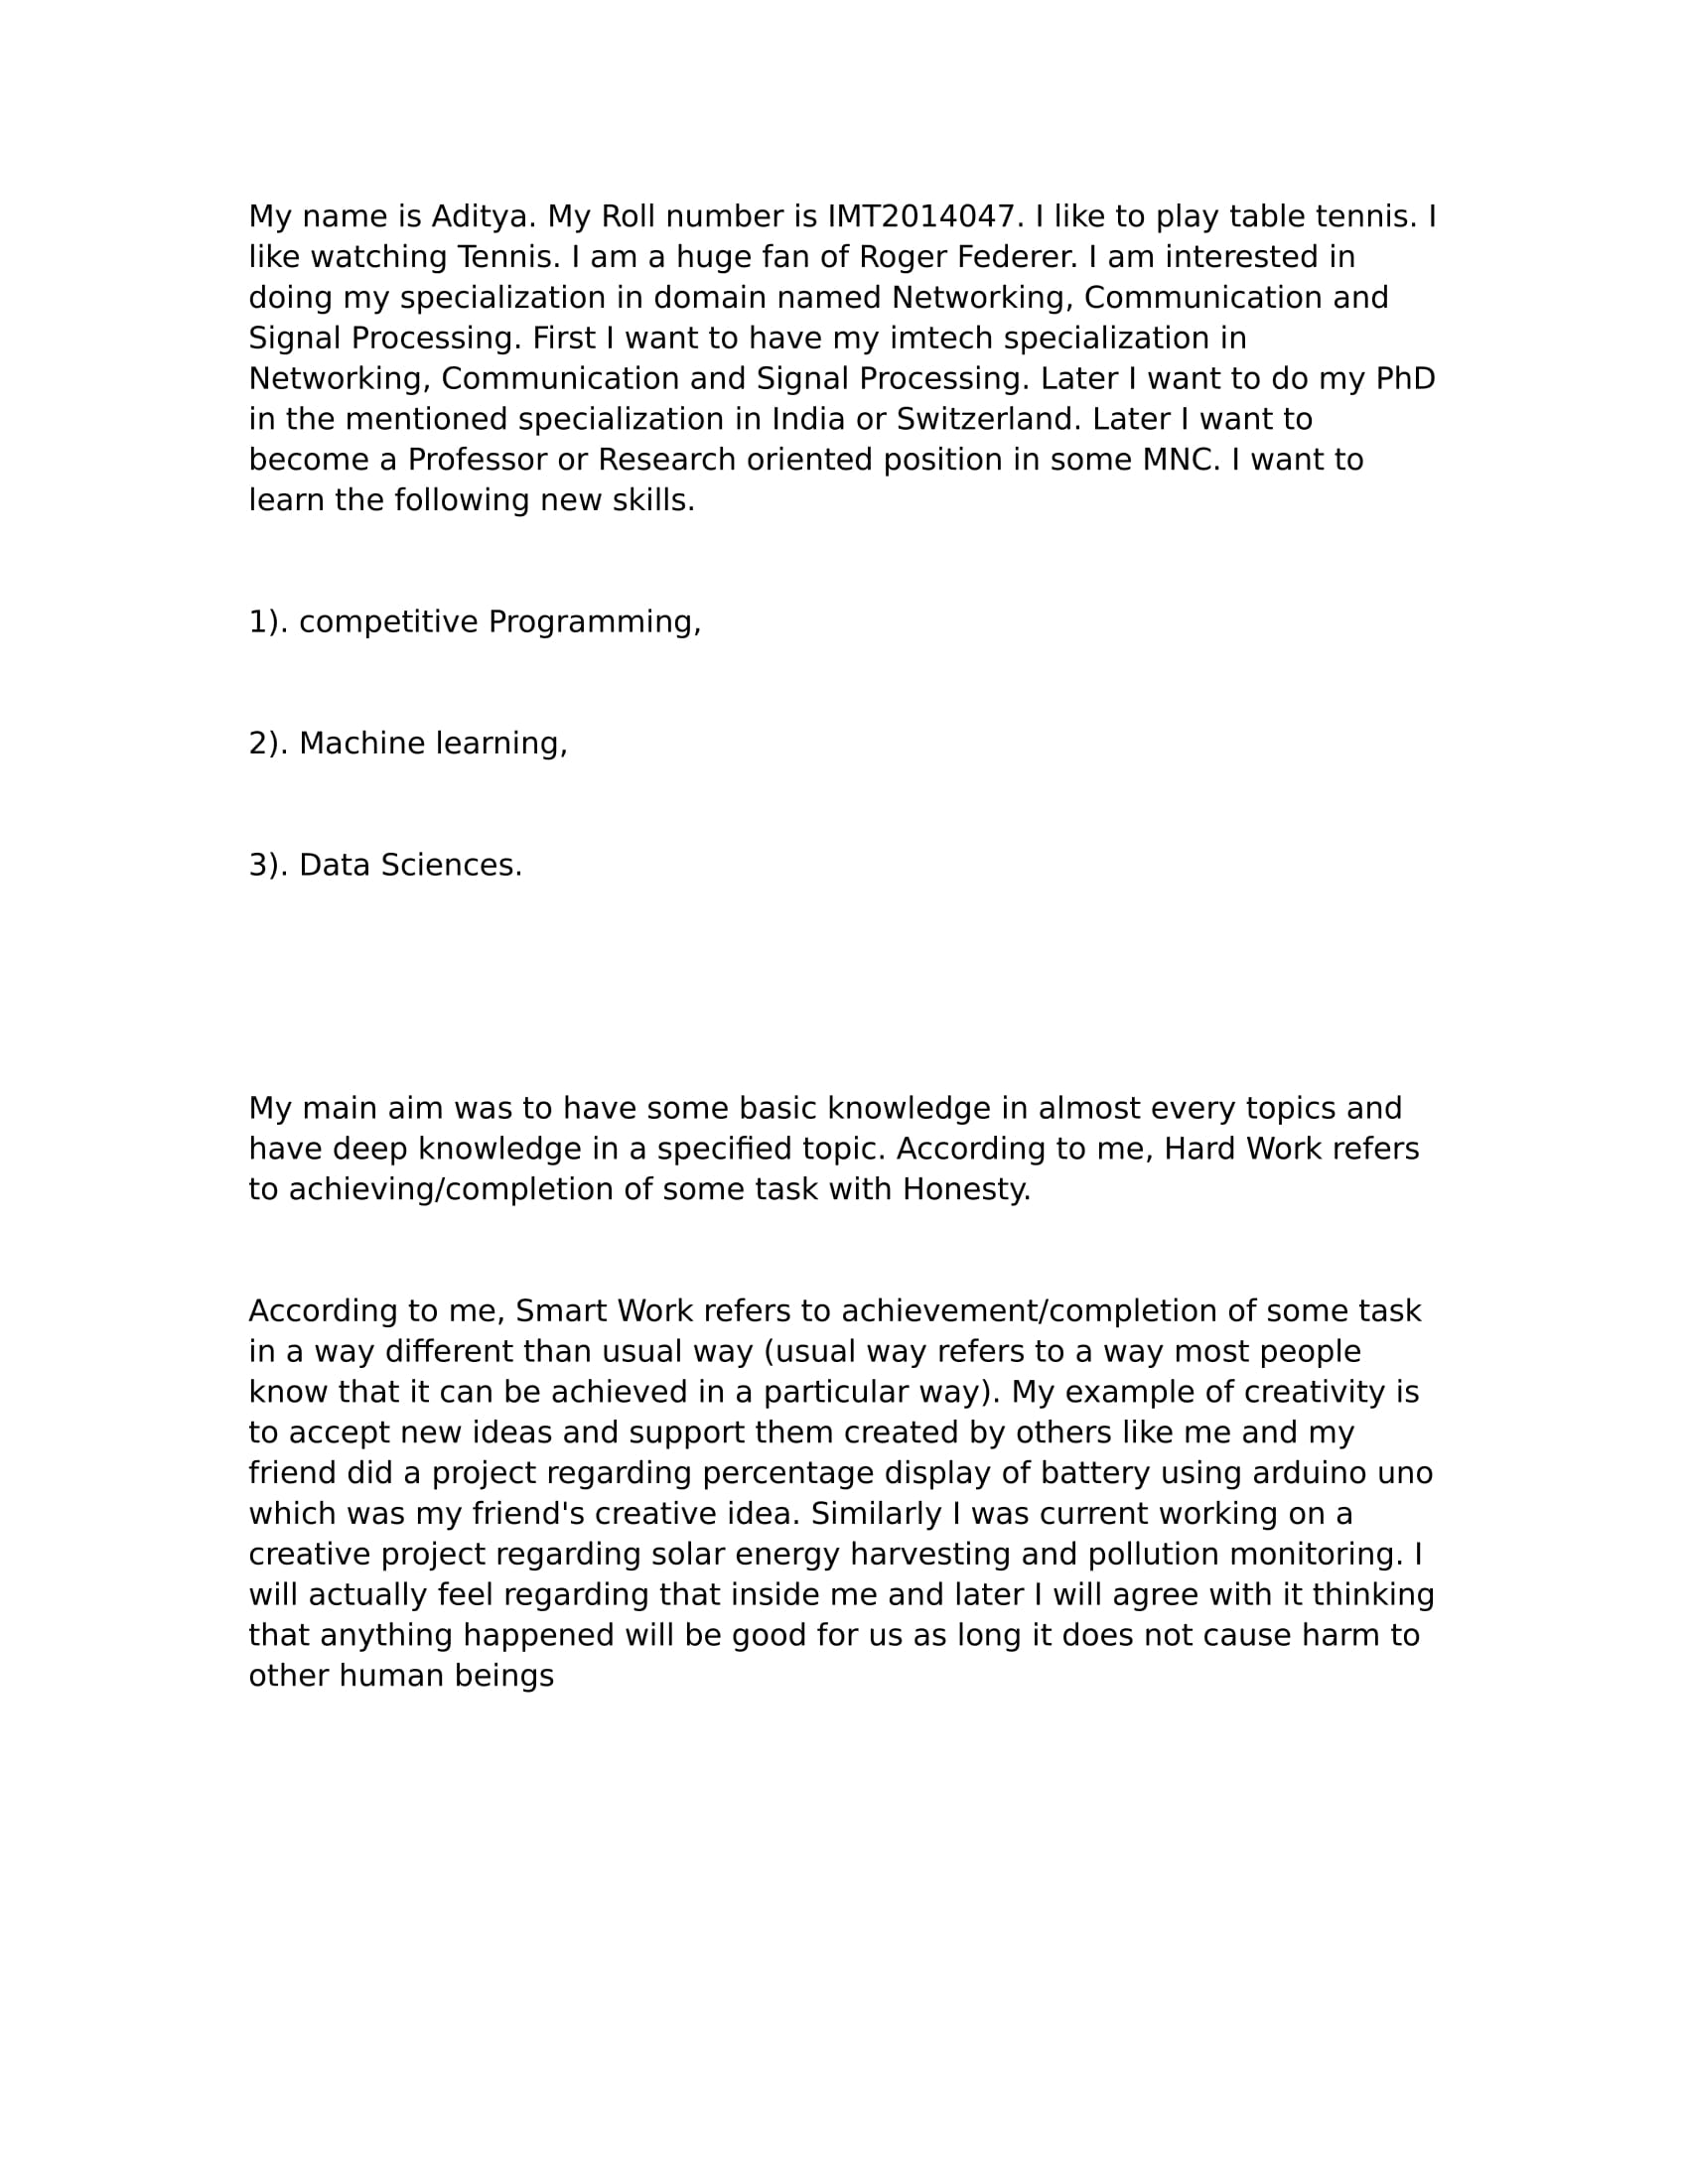 My name is Aditya. My Roll number is IMT2014047. I like to play table tennis. I
like watching Tennis. I am a huge fan of Roger Federer. I am interested in
doing my specialization in domain named Networking, Communication and
Signal Processing. First I want to have my imtech specialization in
Networking, Communication and Signal Processing. Later I want to do my PhD
in the mentioned specialization in India or Switzerland. Later I want to
become a Professor or Research oriented position in some MNC. I want to
learn the following new skills.
1). competitive Programming,
2). Machine learning,
3). Data Sciences.
My main aim was to have some basic knowledge in almost every topics and
have deep knowledge in a specified topic. According to me, Hard Work refers
to achieving/completion of some task with Honesty.
According to me, Smart Work refers to achievement/completion of some task
in a way different than usual way (usual way refers to a way most people
know that it can be achieved in a particular way). My example of creativity is
to accept new ideas and support them created by others like me and my
friend did a project regarding percentage display of battery using arduino uno
which was my friend's creative idea. Similarly I was current working on a
creative project regarding solar energy harvesting and pollution monitoring. I
will actually feel regarding that inside me and later I will agree with it thinking
that anything happened will be good for us as long it does not cause harm to
other human beings